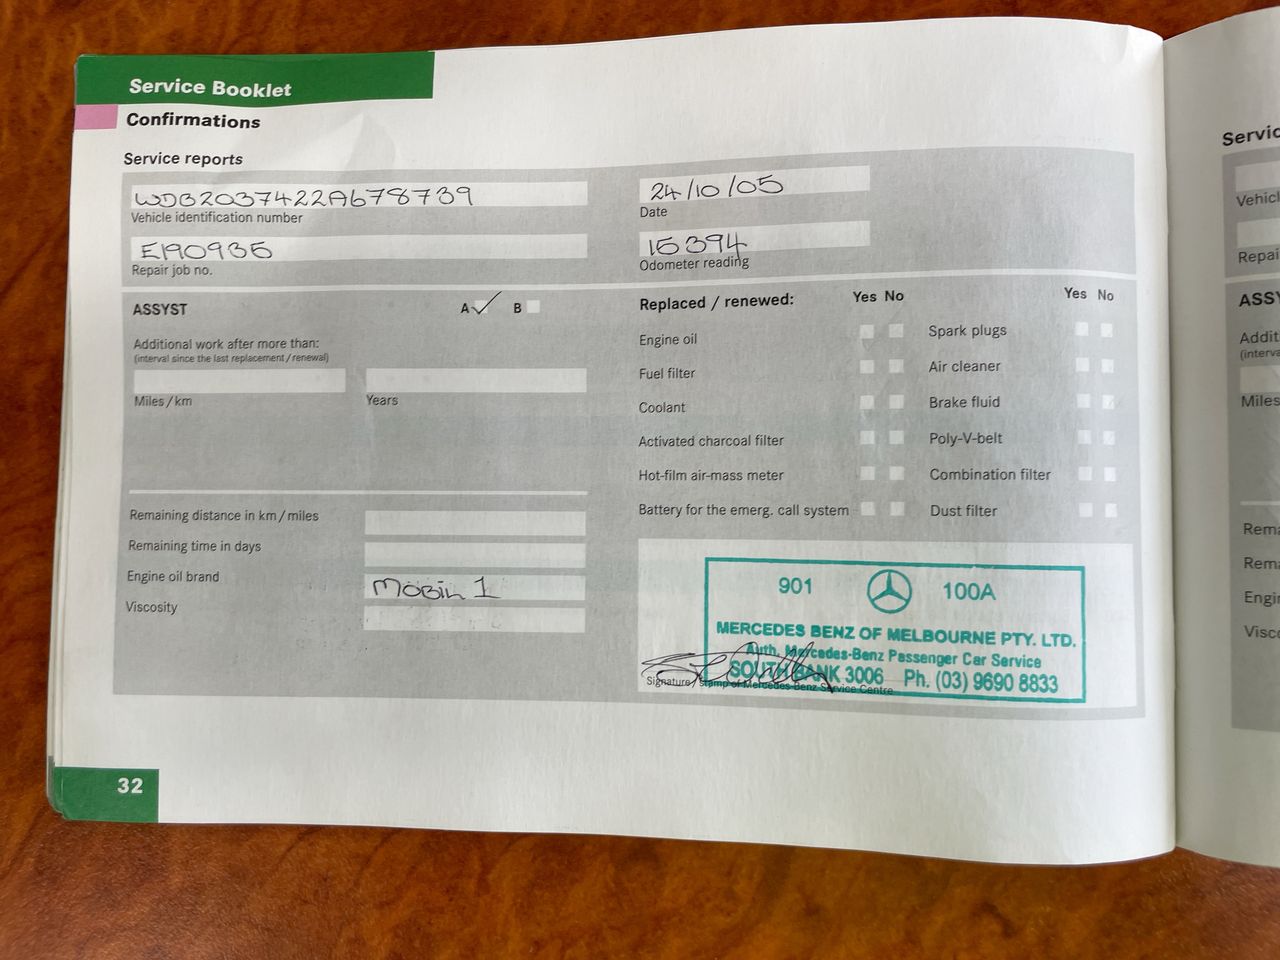 Service Booklet
Confirmations
Service reports
WDB2037422A678739
Vehicle identification number
24/10/05
Date
E190935
Repair job no.
15394
Odometer reading
ASSYST
A ✓ B
Additional work after more than:
(interval since the last replacement/renewal)
Miles/km
Years
Remaining distance in km/miles
Remaining time in days
Engine oil brand
MOBIL 1
Viscosity
Replaced / renewed:
Yes No
Yes No
Engine oil
Spark plugs
Fuel filter
Air cleaner
Coolant
Brake fluid
Activated charcoal filter
Poly-V-belt
Hot-film air-mass meter
Combination filter
Battery for the emerg. call system
Dust filter
901 100A
MERCEDES BENZ OF MELBOURNE PTY. LTD.
Auth. Mercedes-Benz Passenger Car Service
SOUTHBANK 3006 Ph. (03) 9690 8833
Signature/stamp of Mercedes-Benz Service Centre
32
Servic
Vehicl
Repai
ASSY
Addit
(interva
Miles
Rema
Rema
Engin
Visco